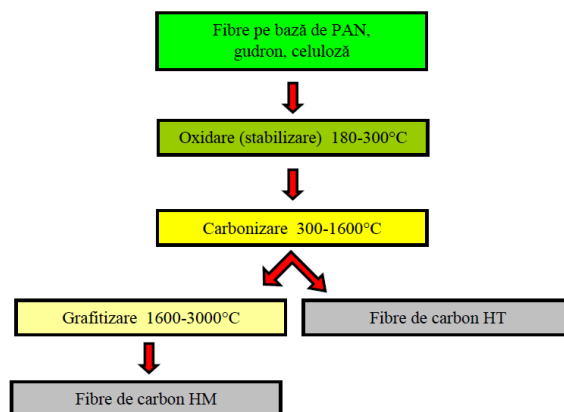 Fibre pe bază de PAN,
gudron, celuloză
Oxidare (stabilizare) 180-300°C
Carbonizare 300-1600°C
Grafitizare 1600-3000°C
Fibre de carbon HT
Fibre de carbon HM